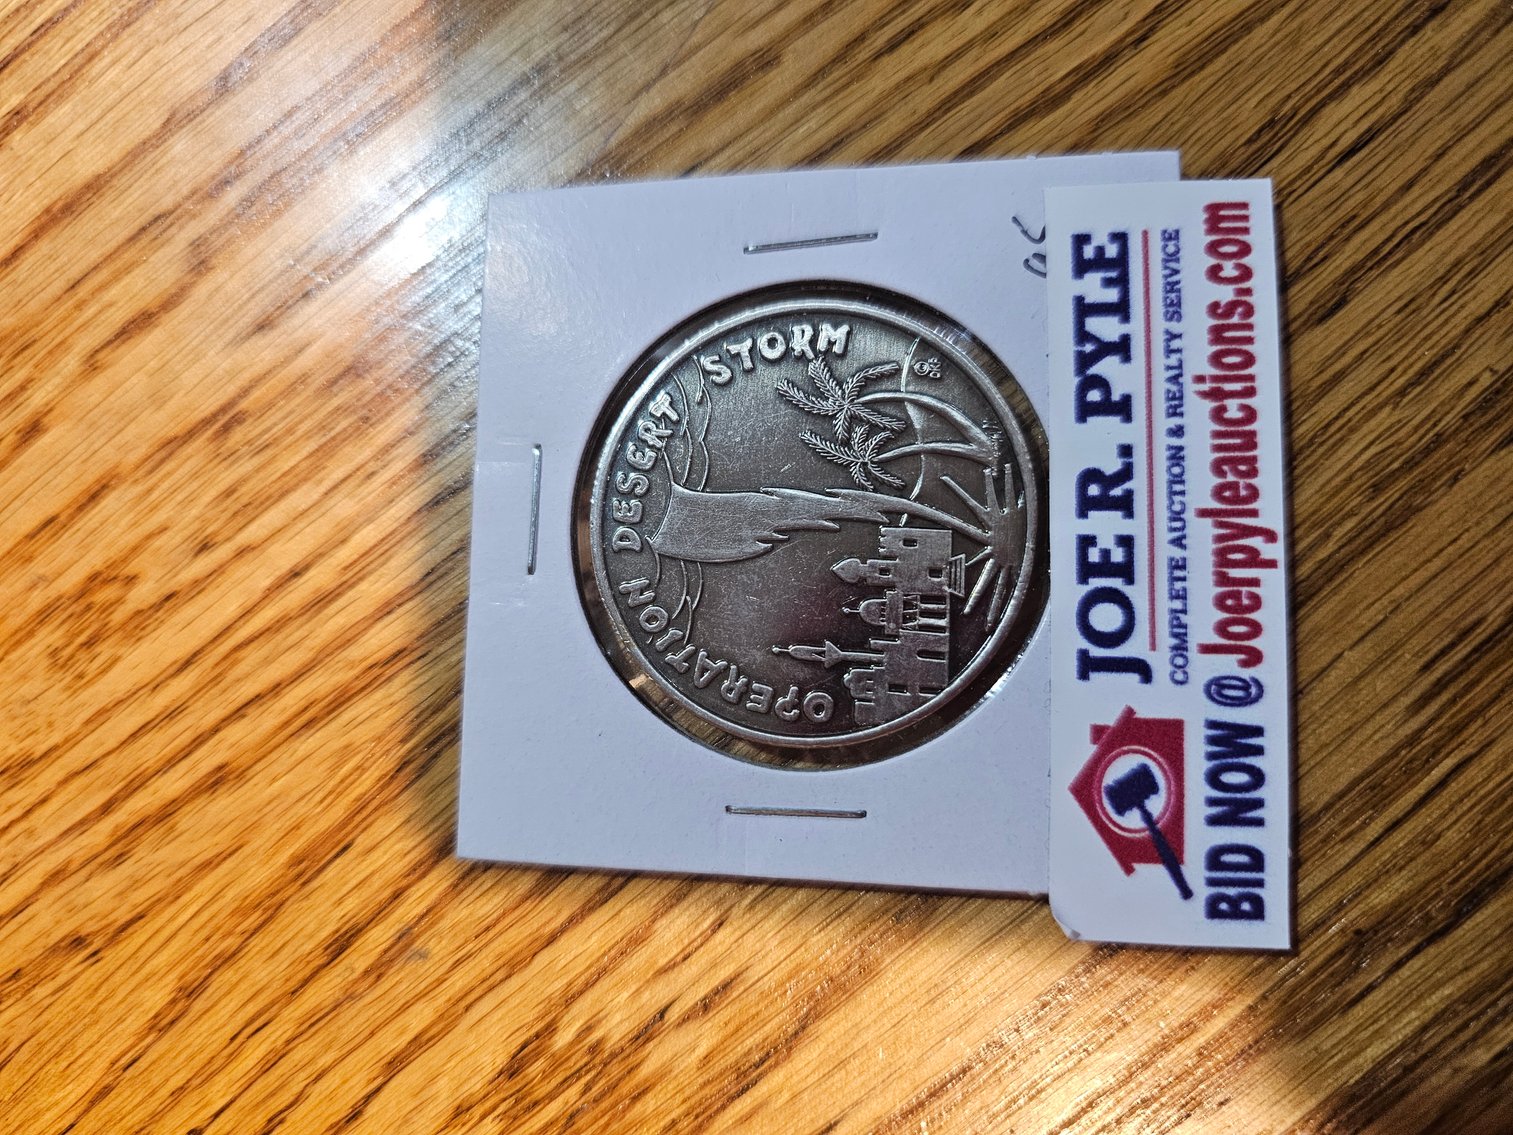 OPERATION DESERT STORM
JOE R. PYLE
COMPLETE AUCTION & REALTY SERVICE
BID NOW @ Joerpyleauctions.com